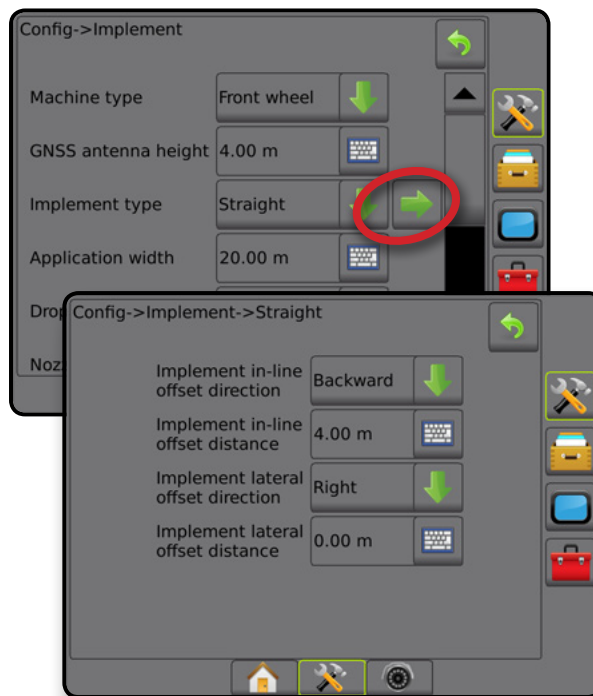 Config->Implement
Machine type Front wheel
GNSS antenna height 4.00 m
Implement type Straight
Application width 20.00 m
Config->Implement->Straight
Implement in-line
offset direction Backward
Implement in-line
offset distance 4.00 m
Implement lateral
offset direction Right
Implement lateral
offset distance 0.00 m